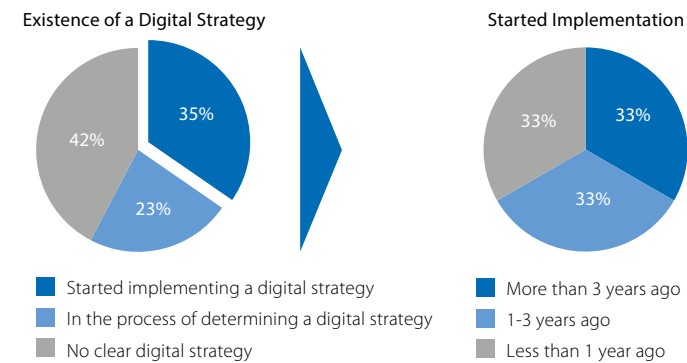 Existence of a Digital Strategy
35%
42%
23%
Started implementing a digital strategy
In the process of determining a digital strategy
No clear digital strategy
Started Implementation
33%
33%
33%
More than 3 years ago
1-3 years ago
Less than 1 year ago